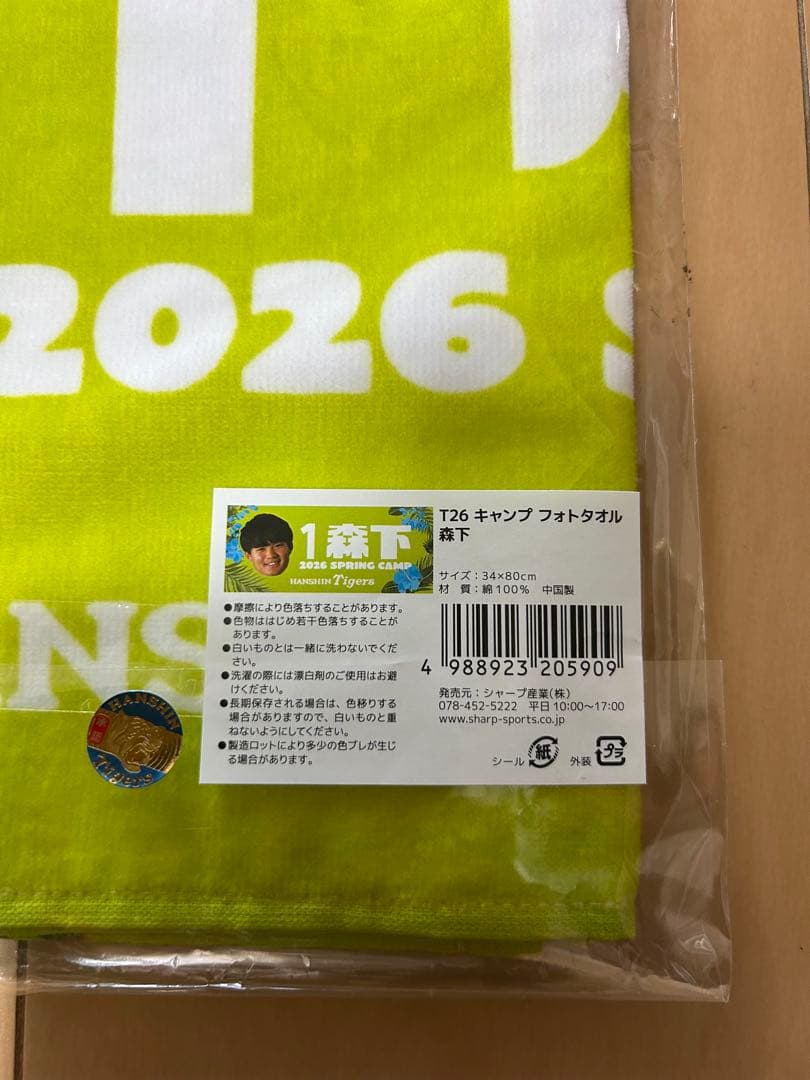 2026 S
NS
T26 キャンプ フォトタオル
森下
1 森下
2026 SPRING CAMP
HANSHIN Tigers
サイズ：34×80cm
材 質：綿100% 中国製
●摩擦により色落ちすることがあります。
●色物ははじめ若干色落ちすることが
あります。
●白いものとは一緒に洗わないでくだ
さい。
●洗濯の際には漂白剤のご使用はお避
けください。
●長期保存される場合は、色移りする
場合がありますので、白いものと重
ねないようにしてください。
●製造ロットにより多少の色ブレが生じ
る場合があります。
4 988923 205909
発売元：シャープ産業(株)
078-452-5222 平日10:00〜17:00
www.sharp-sports.co.jp
シール 紙 外装 プラ
HANSHIN
承認
Tigers